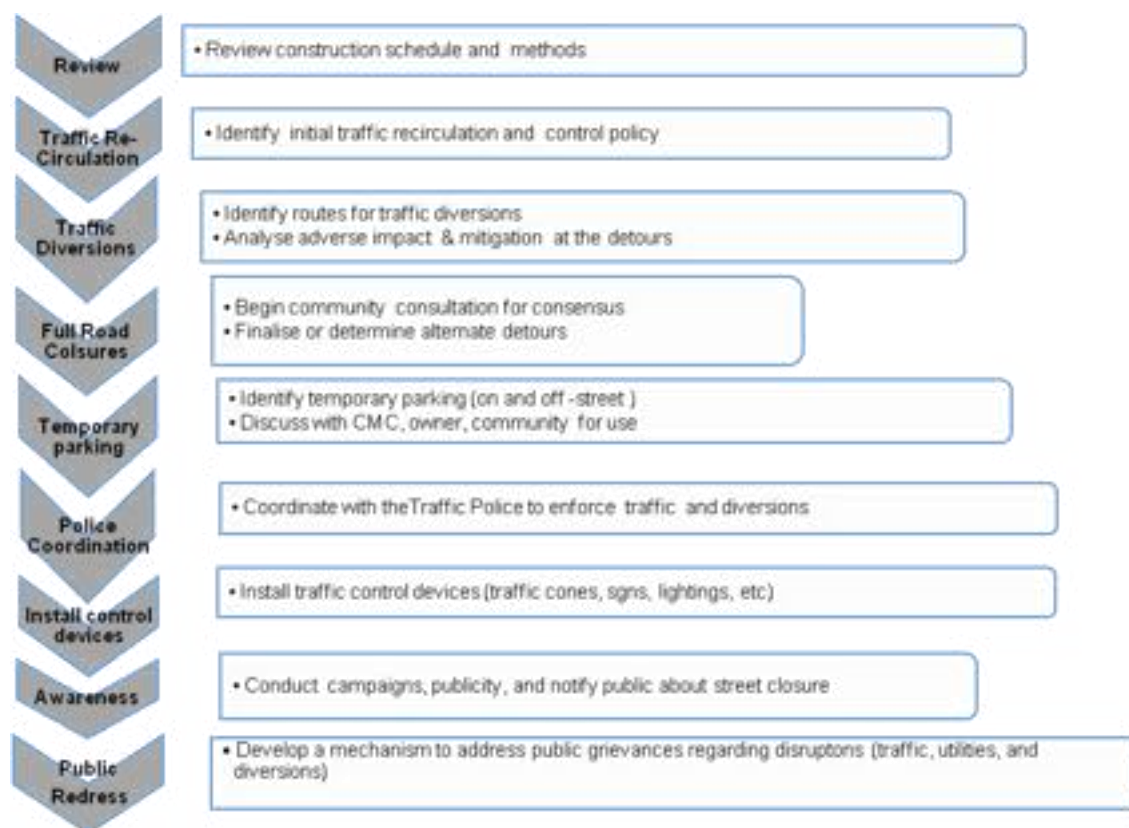 Review
• Review construction schedule and methods
Traffic Re-
Circulation
• Identify initial traffic recirculation and control policy
Traffic
Diversions
• Identify routes for traffic diversions
• Analyse adverse impact & mitigation at the detours
Full Road
Colsures
• Begin community consultation for consensus
• Finalise or determine alternate detours
Temporary
parking
• Identify temporary parking (on and off -street )
• Discuss with CMC, owner, community for use
Police
Coordination
• Coordinate with theTraffic Police to enforce traffic and diversions
Install control
devices
• Install traffic control devices (traffic cones, sgns, lightings, etc)
Awareness
• Conduct campaigns, publicity, and notify public about street closure
Public
Redress
• Develop a mechanism to address public grievances regarding disruptons (traffic, utilities, and
diversions)